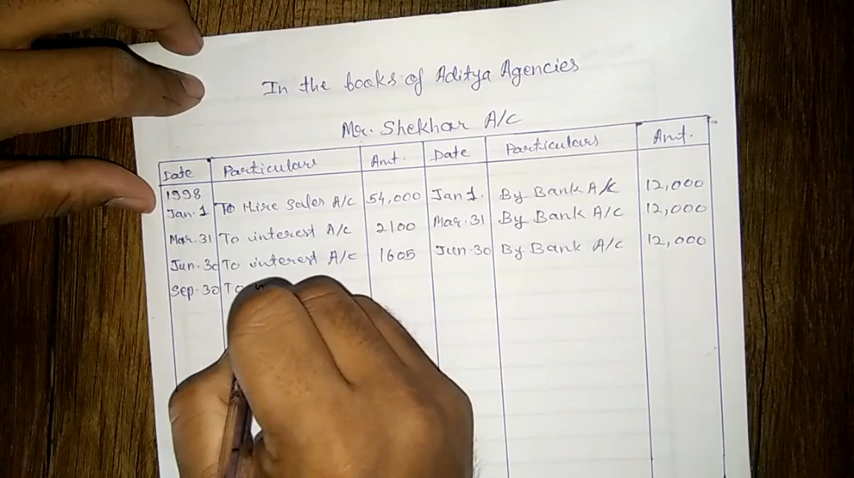 In the books of Aditya Agencies
Mr. Shekhar A/C
Date Particulars Amt. Date Particulars Amt.
1998
Jan. 1 To Hire Sales A/C 54,000 Jan 1. By Bank A/C 12,000
Mar. 31 To interest A/C 2100 Mar. 31 By Bank A/C 12,000
Jun. 30 To interest A/C 1605 Jun. 30 By Bank A/C 12,000
Sep. 30 To